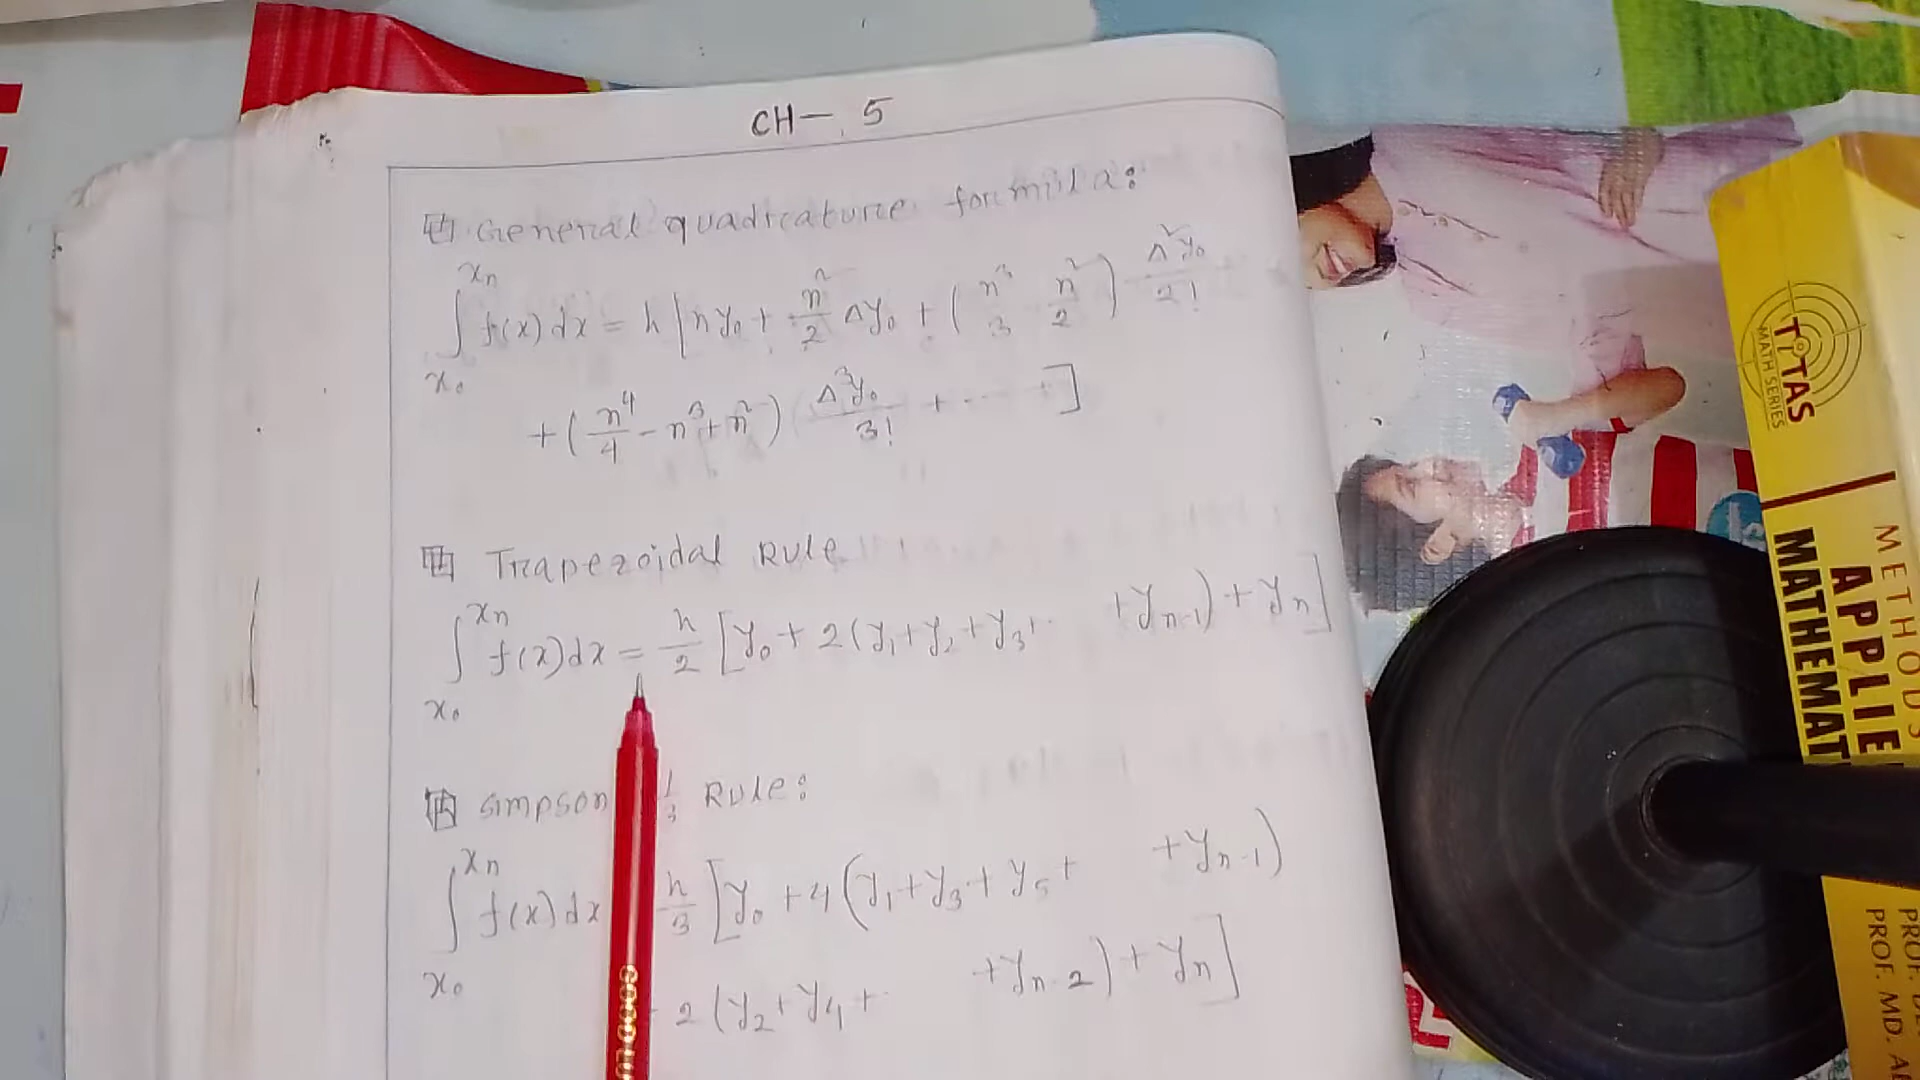 CH - 5
General quadrature formula:
∫ₓ₀^xₙ f(x) dx = h [ny₀ + n²/2 Δy₀ + (n³/3 - n²/2) Δ²y₀/2!
+ (n⁴/4 - n³ + n²) Δ³y₀/3! + ... ]
Trapezoidal Rule
∫ₓ₀^xₙ f(x) dx = h/2 [y₀ + 2(y₁ + y₂ + y₃ + +yₙ₋₁) + yₙ]
Simpson 1/3 Rule:
∫ₓ₀^xₙ f(x) dx h/3 [y₀ + 4(y₁ + y₃ + y₅ + +yₙ₋₁)
2(y₂ + y₄ + +yₙ₋₂) + yₙ]
TITAS
MATH SERIES
METHODS
APPLIE
MATHEMAT
PROF.
PROF. MD.